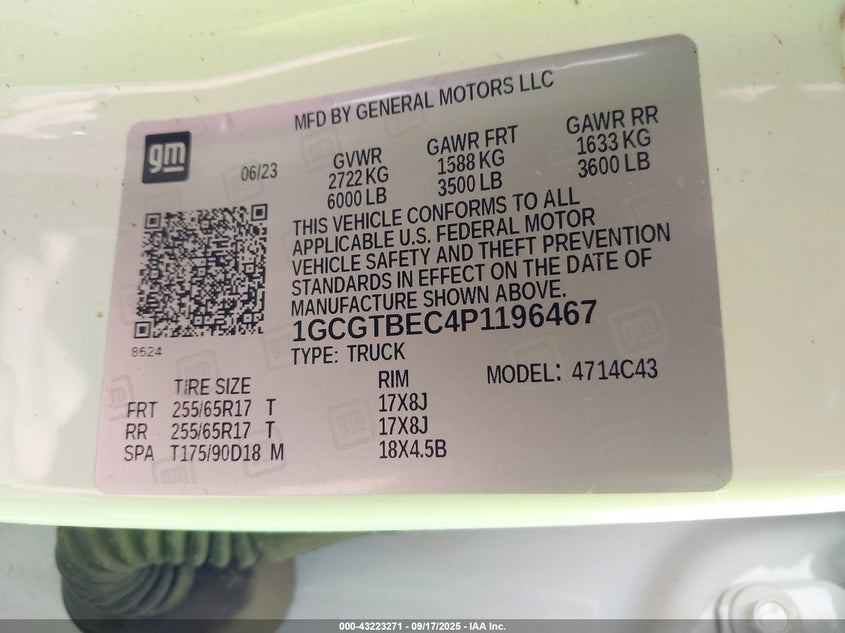 MFD BY GENERAL MOTORS LLC
gm
06/23
GVWR
2722 KG
6000 LB
GAWR FRT
1588 KG
3500 LB
GAWR RR
1633 KG
3600 LB
THIS VEHICLE CONFORMS TO ALL
APPLICABLE U.S. FEDERAL MOTOR
VEHICLE SAFETY AND THEFT PREVENTION
STANDARDS IN EFFECT ON THE DATE OF
MANUFACTURE SHOWN ABOVE.
1GCGTBEC4P1196467
8624
TYPE: TRUCK
MODEL: 4714C43
TIRE SIZE RIM
FRT 255/65R17 T 17X8J
RR 255/65R17 T 17X8J
SPA T175/90D18 M 18X4.5B
000-43223271 - 09/17/2025 - IAA Inc.